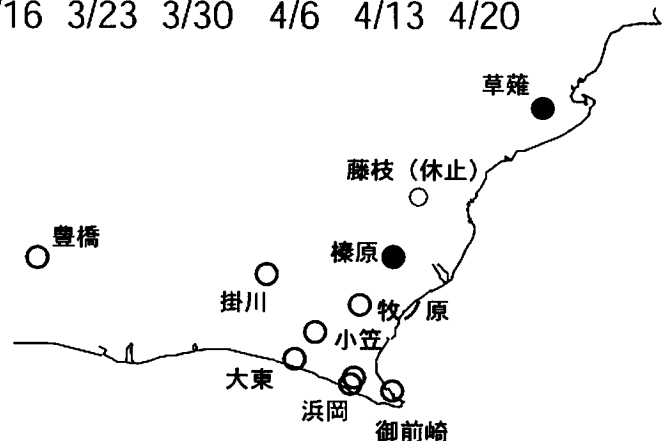 /16 3/23 3/30 4/6 4/13 4/20
草薙
藤枝（休止）
豊橋
榛原
掛川
牧ノ原
小笠
大東
浜岡
御前崎